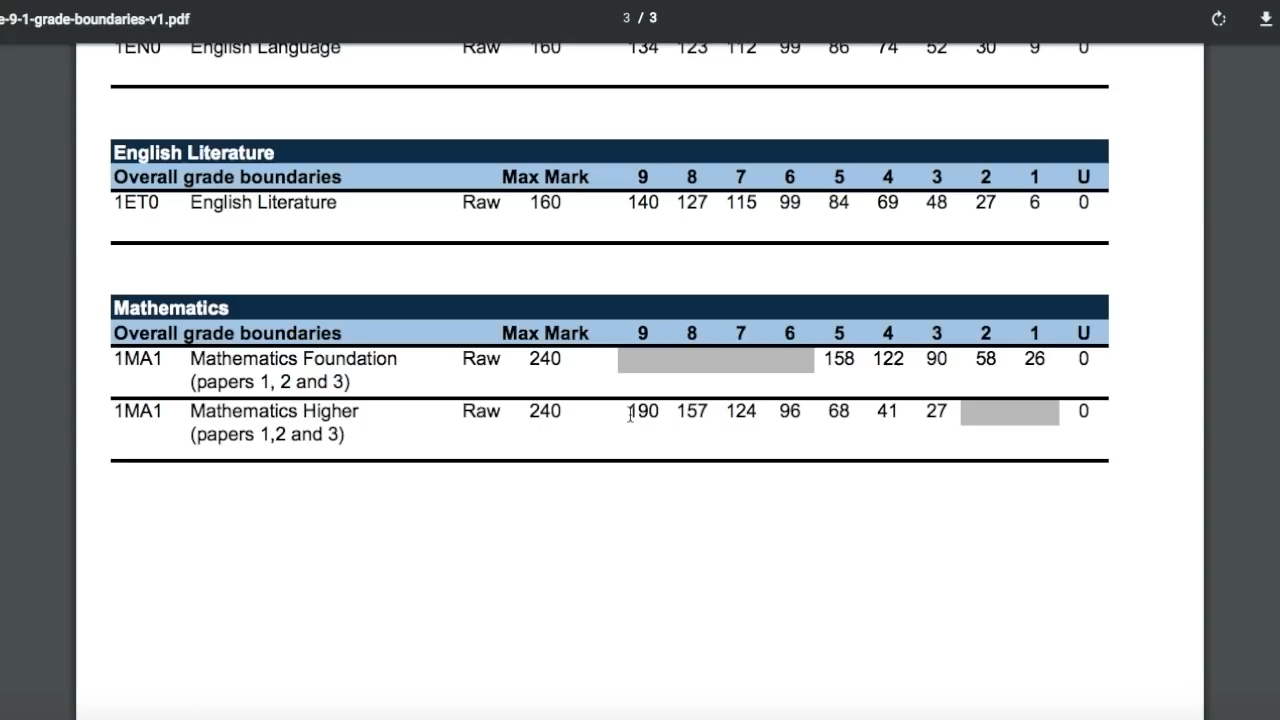 e-9-1-grade-boundaries-v1.pdf 3 / 3
1EN0 English Language Raw 160 134 123 112 99 86 74 52 30 9 U
English Literature
Overall grade boundaries Max Mark 9 8 7 6 5 4 3 2 1 U
1ET0 English Literature Raw 160 140 127 115 99 84 69 48 27 6 0
Mathematics
Overall grade boundaries Max Mark 9 8 7 6 5 4 3 2 1 U
1MA1 Mathematics Foundation Raw 240 158 122 90 58 26 0
(papers 1, 2 and 3)
1MA1 Mathematics Higher Raw 240 190 157 124 96 68 41 27 0
(papers 1,2 and 3)